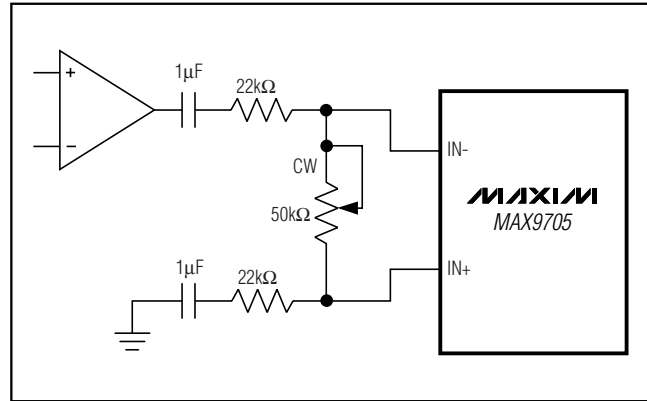 1µF
22kΩ
+
−
CW
IN-
50kΩ
MAXIM
MAX9705
1µF
22kΩ
IN+